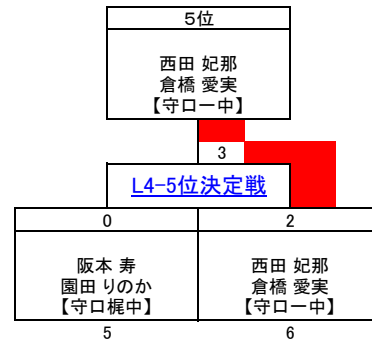 5位
西田 妃那
倉橋 愛実
【守口一中】
3
L4-5位決定戦
0 2
阪本 寿 西田 妃那
園田 りのか 倉橋 愛実
【守口梶中】 【守口一中】
5 6